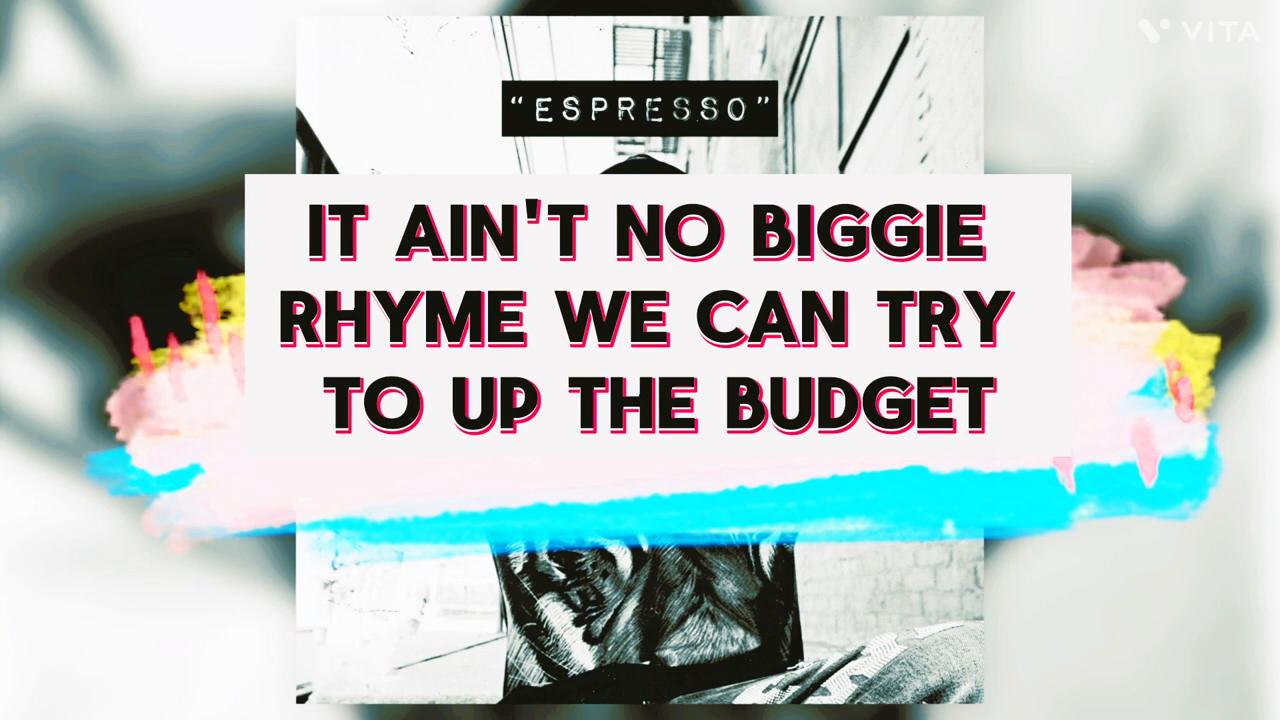 VITA
"ESPRESSO"
IT AIN'T NO BIGGIE
RHYME WE CAN TRY
TO UP THE BUDGET